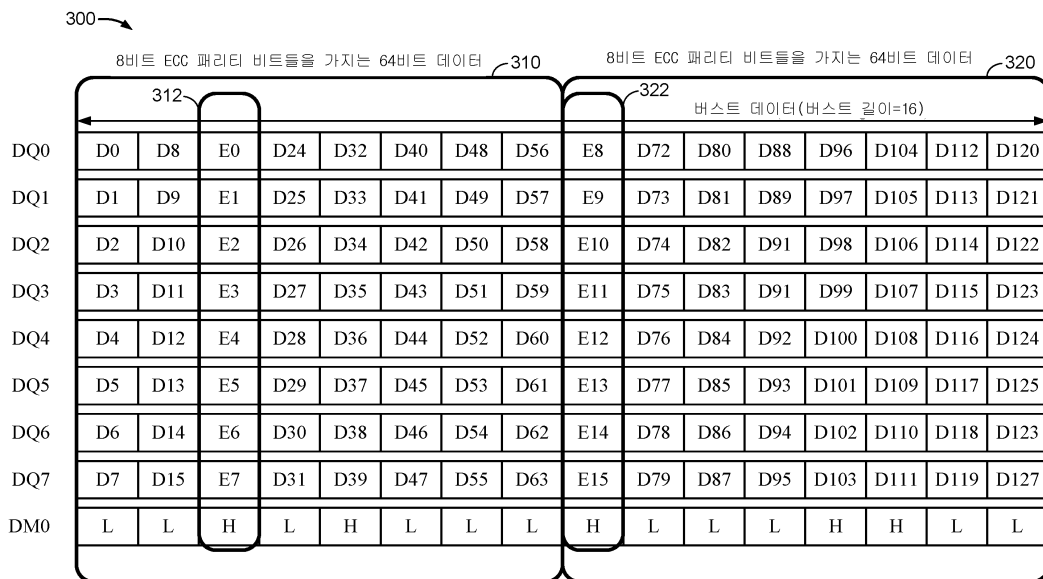 300
8비트 ECC 패리티 비트들을 가지는 64비트 데이터 310 8비트 ECC 패리티 비트들을 가지는 64비트 데이터 320
312 322
버스트 데이터(버스트 길이=16)
DQ0 D0 D8 E0 D24 D32 D40 D48 D56 E8 D72 D80 D88 D96 D104 D112 D120
DQ1 D1 D9 E1 D25 D33 D41 D49 D57 E9 D73 D81 D89 D97 D105 D113 D121
DQ2 D2 D10 E2 D26 D34 D42 D50 D58 E10 D74 D82 D91 D98 D106 D114 D122
DQ3 D3 D11 E3 D27 D35 D43 D51 D59 E11 D75 D83 D91 D99 D107 D115 D123
DQ4 D4 D12 E4 D28 D36 D44 D52 D60 E12 D76 D84 D92 D100 D108 D116 D124
DQ5 D5 D13 E5 D29 D37 D45 D53 D61 E13 D77 D85 D93 D101 D109 D117 D125
DQ6 D6 D14 E6 D30 D38 D46 D54 D62 E14 D78 D86 D94 D102 D110 D118 D123
DQ7 D7 D15 E7 D31 D39 D47 D55 D63 E15 D79 D87 D95 D103 D111 D119 D127
DM0 L L H L H L L L H L L L H H L L